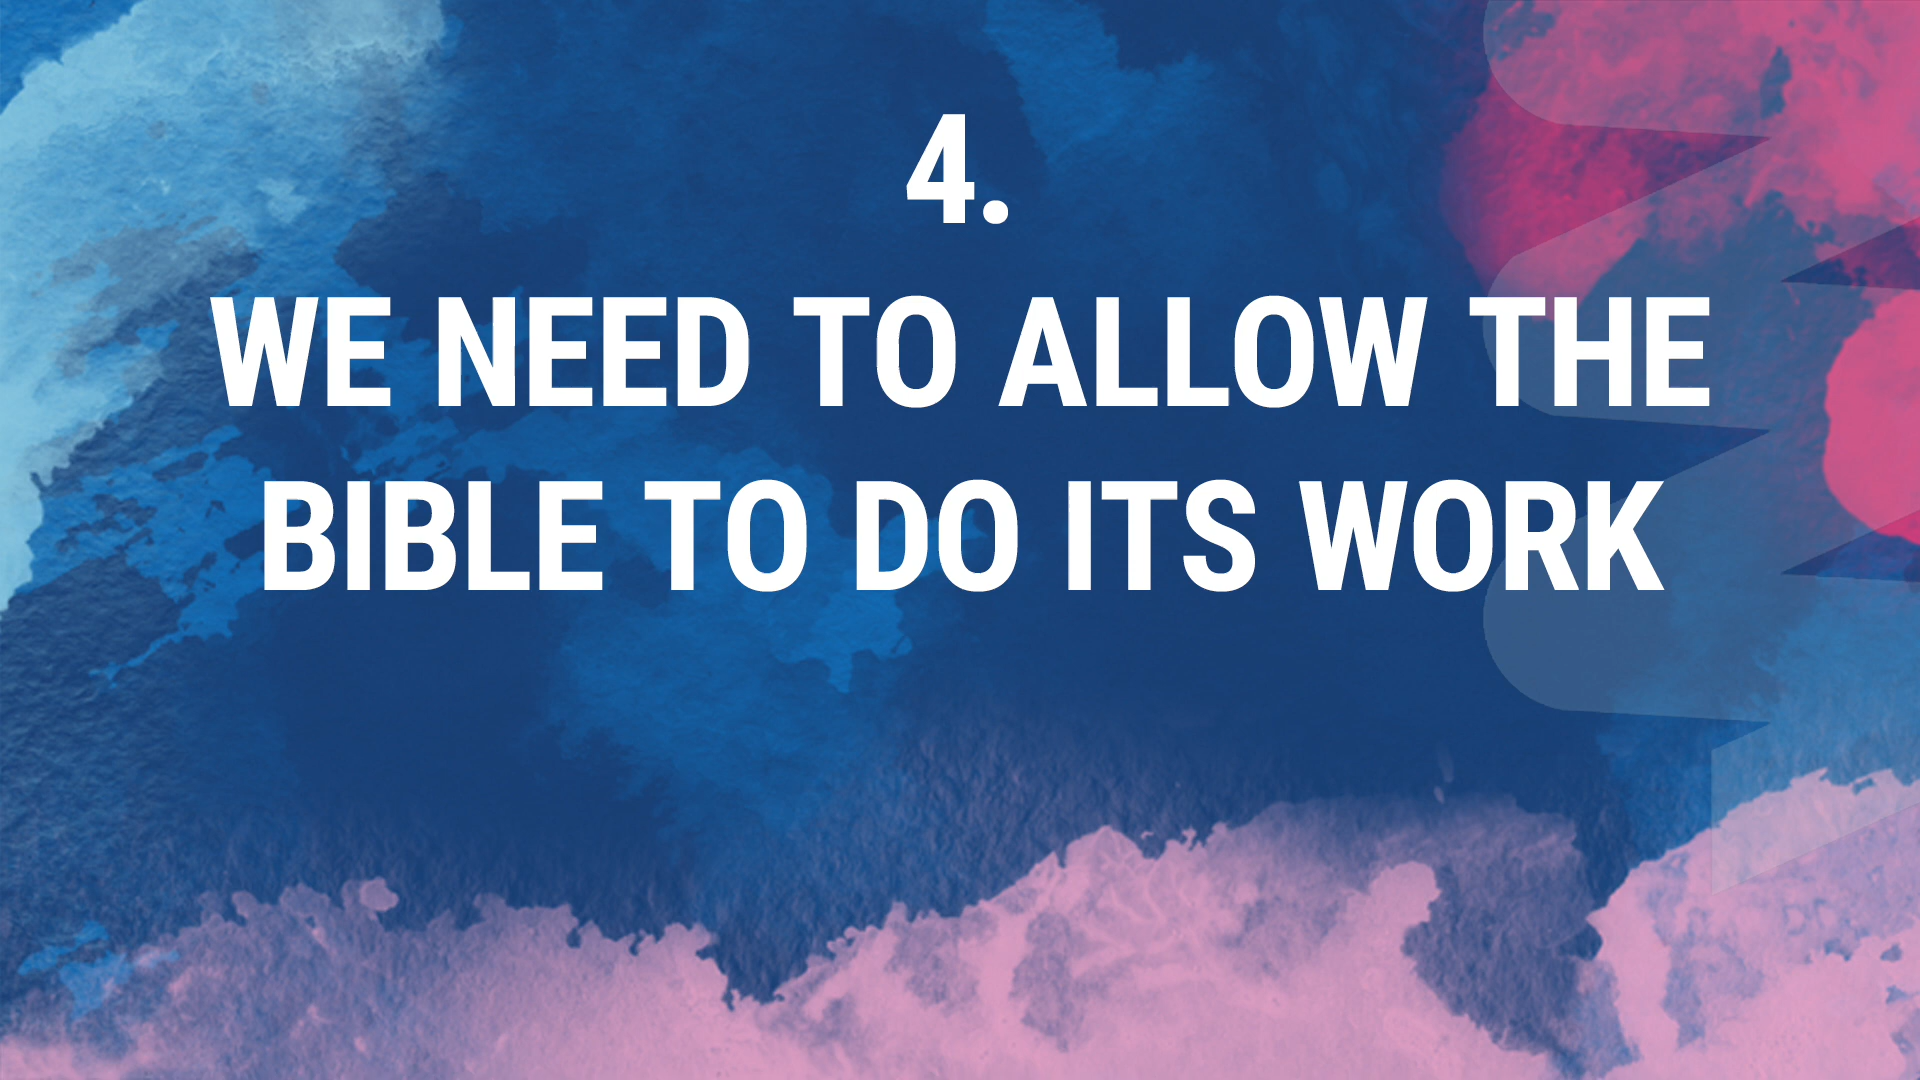 4.
WE NEED TO ALLOW THE
BIBLE TO DO ITS WORK